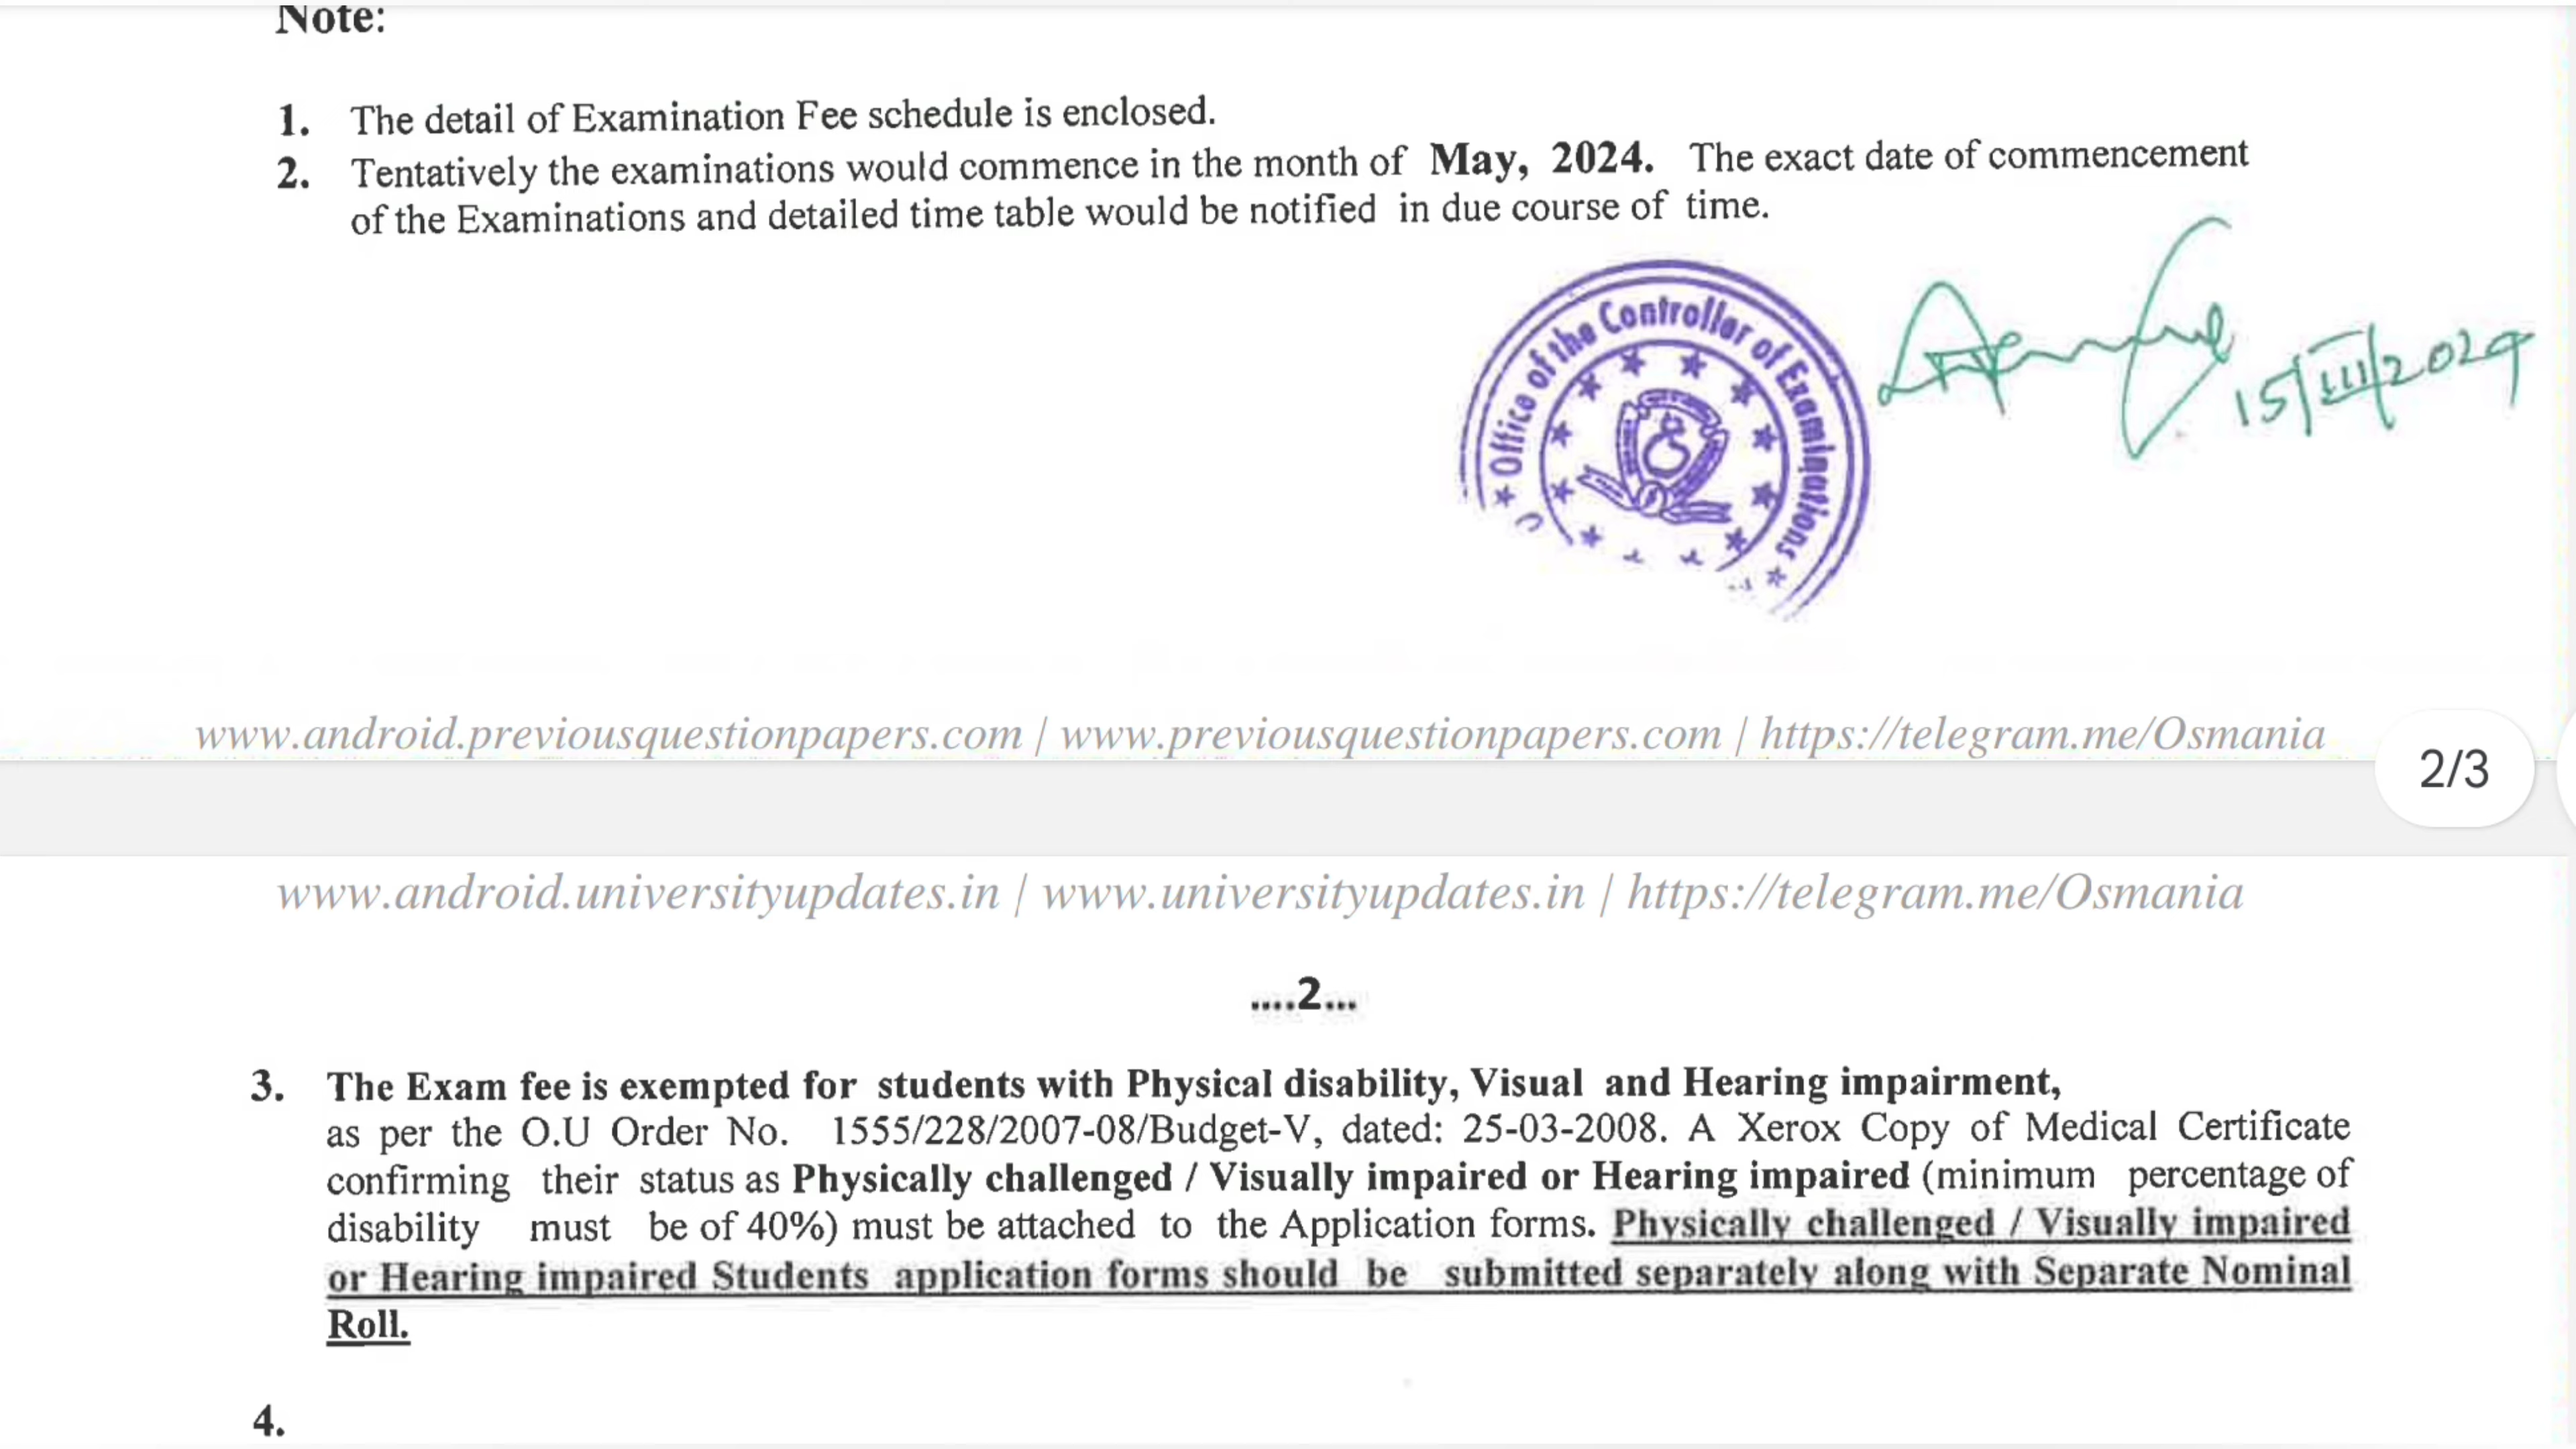 Note:
1. The detail of Examination Fee schedule is enclosed.
2. Tentatively the examinations would commence in the month of May, 2024. The exact date of commencement
of the Examinations and detailed time table would be notified in due course of time.
* Office of the Controller of Examinations *
15/III/2024
www.android.previousquestionpapers.com | www.previousquestionpapers.com | https://telegram.me/Osmania
2/3
www.android.universityupdates.in | www.universityupdates.in | https://telegram.me/Osmania
....2...
3. The Exam fee is exempted for students with Physical disability, Visual and Hearing impairment,
as per the O.U Order No. 1555/228/2007-08/Budget-V, dated: 25-03-2008. A Xerox Copy of Medical Certificate
confirming their status as Physically challenged / Visually impaired or Hearing impaired (minimum percentage of
disability must be of 40%) must be attached to the Application forms. Physically challenged / Visually impaired
or Hearing impaired Students application forms should be submitted separately along with Separate Nominal
Roll.
4.